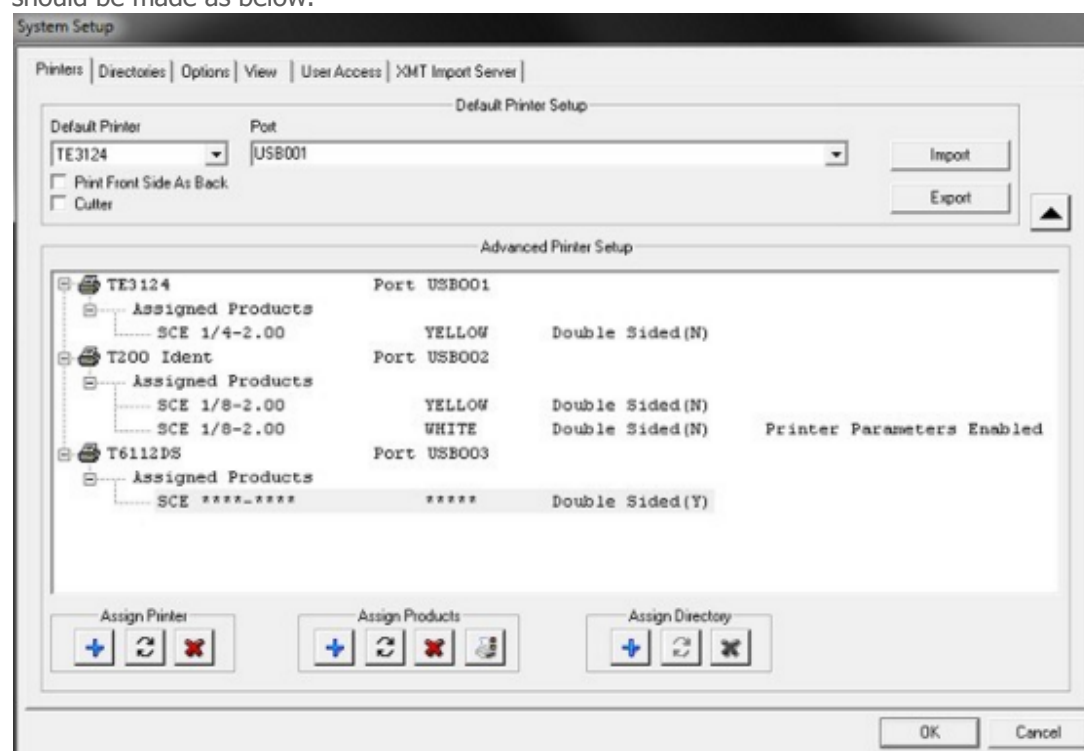 should be made as below.
System Setup
Printers Directories Options View User Access XMT Import Server
Default Printer Setup
Default Printer Port
TE3124 USB001 Import
Print Front Side As Back
Cutter Export
Advanced Printer Setup
TE3124 Port USB001
Assigned Products
SCE 1/4-2.00 YELLOW Double Sided(N)
T200 Ident Port USB002
Assigned Products
SCE 1/8-2.00 YELLOW Double Sided(N)
SCE 1/8-2.00 WHITE Double Sided(N) Printer Parameters Enabled
T6112DS Port USB003
Assigned Products
SCE ****-**** ***** Double Sided(Y)
Assign Printer Assign Products Assign Directory
OK Cancel